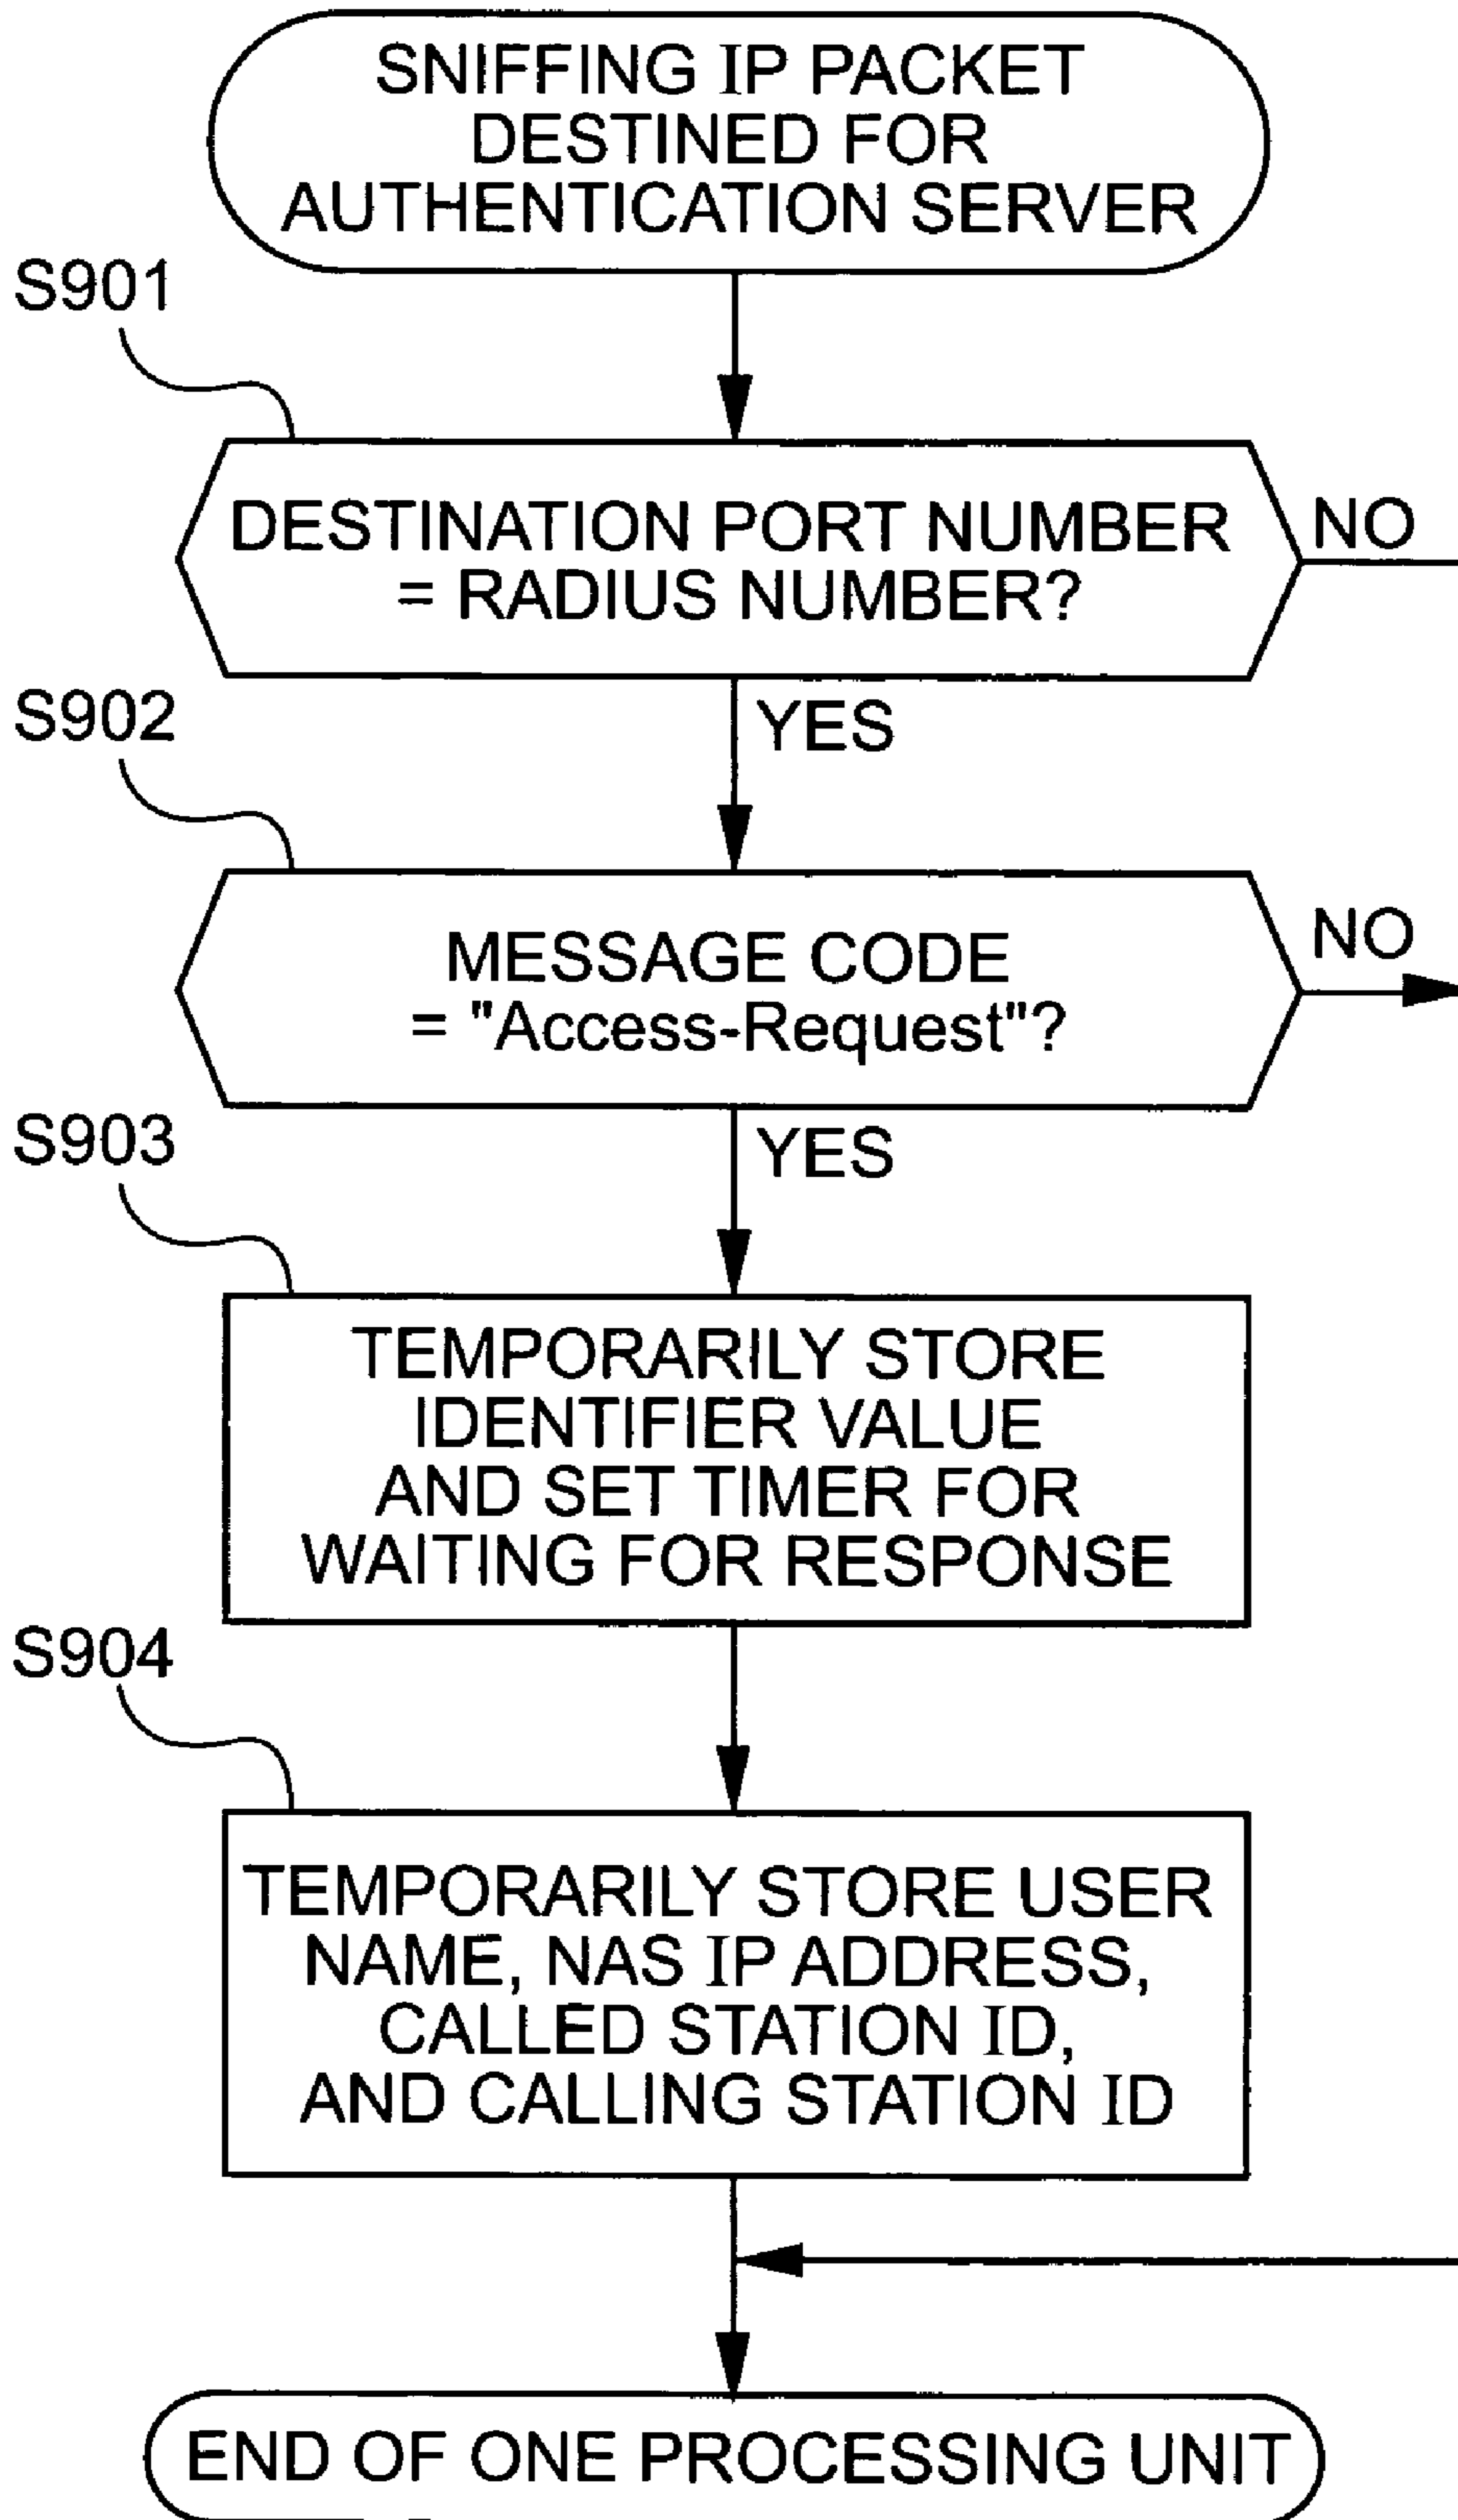 SNIFFING IP PACKET
DESTINED FOR
AUTHENTICATION SERVER
S901
DESTINATION PORT NUMBER
= RADIUS NUMBER?
NO
YES
S902
MESSAGE CODE
= "Access-Request"?
NO
YES
S903
TEMPORARILY STORE
IDENTIFIER VALUE
AND SET TIMER FOR
WAITING FOR RESPONSE
S904
TEMPORARILY STORE USER
NAME, NAS IP ADDRESS,
CALLED STATION ID,
AND CALLING STATION ID
END OF ONE PROCESSING UNIT